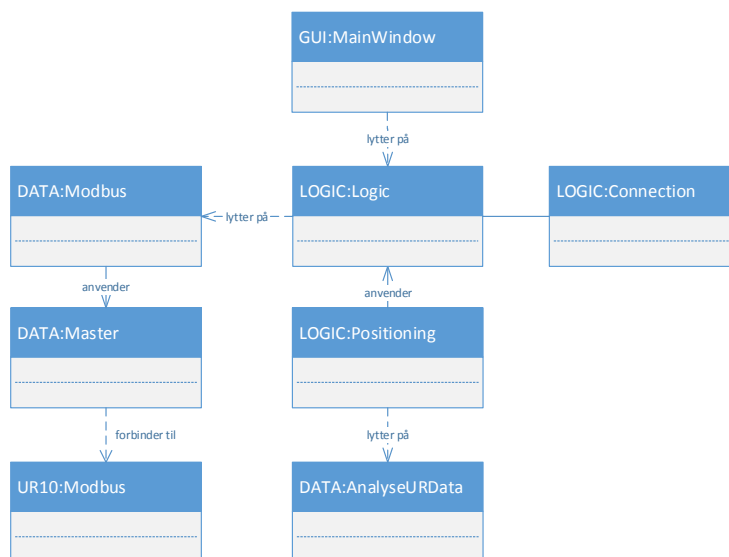 GUI:MainWindow
lytter på
DATA:Modbus
LOGIC:Logic
LOGIC:Connection
lytter på
anvender
anvender
DATA:Master
LOGIC:Positioning
forbinder til
lytter på
UR10:Modbus
DATA:AnalyseURData